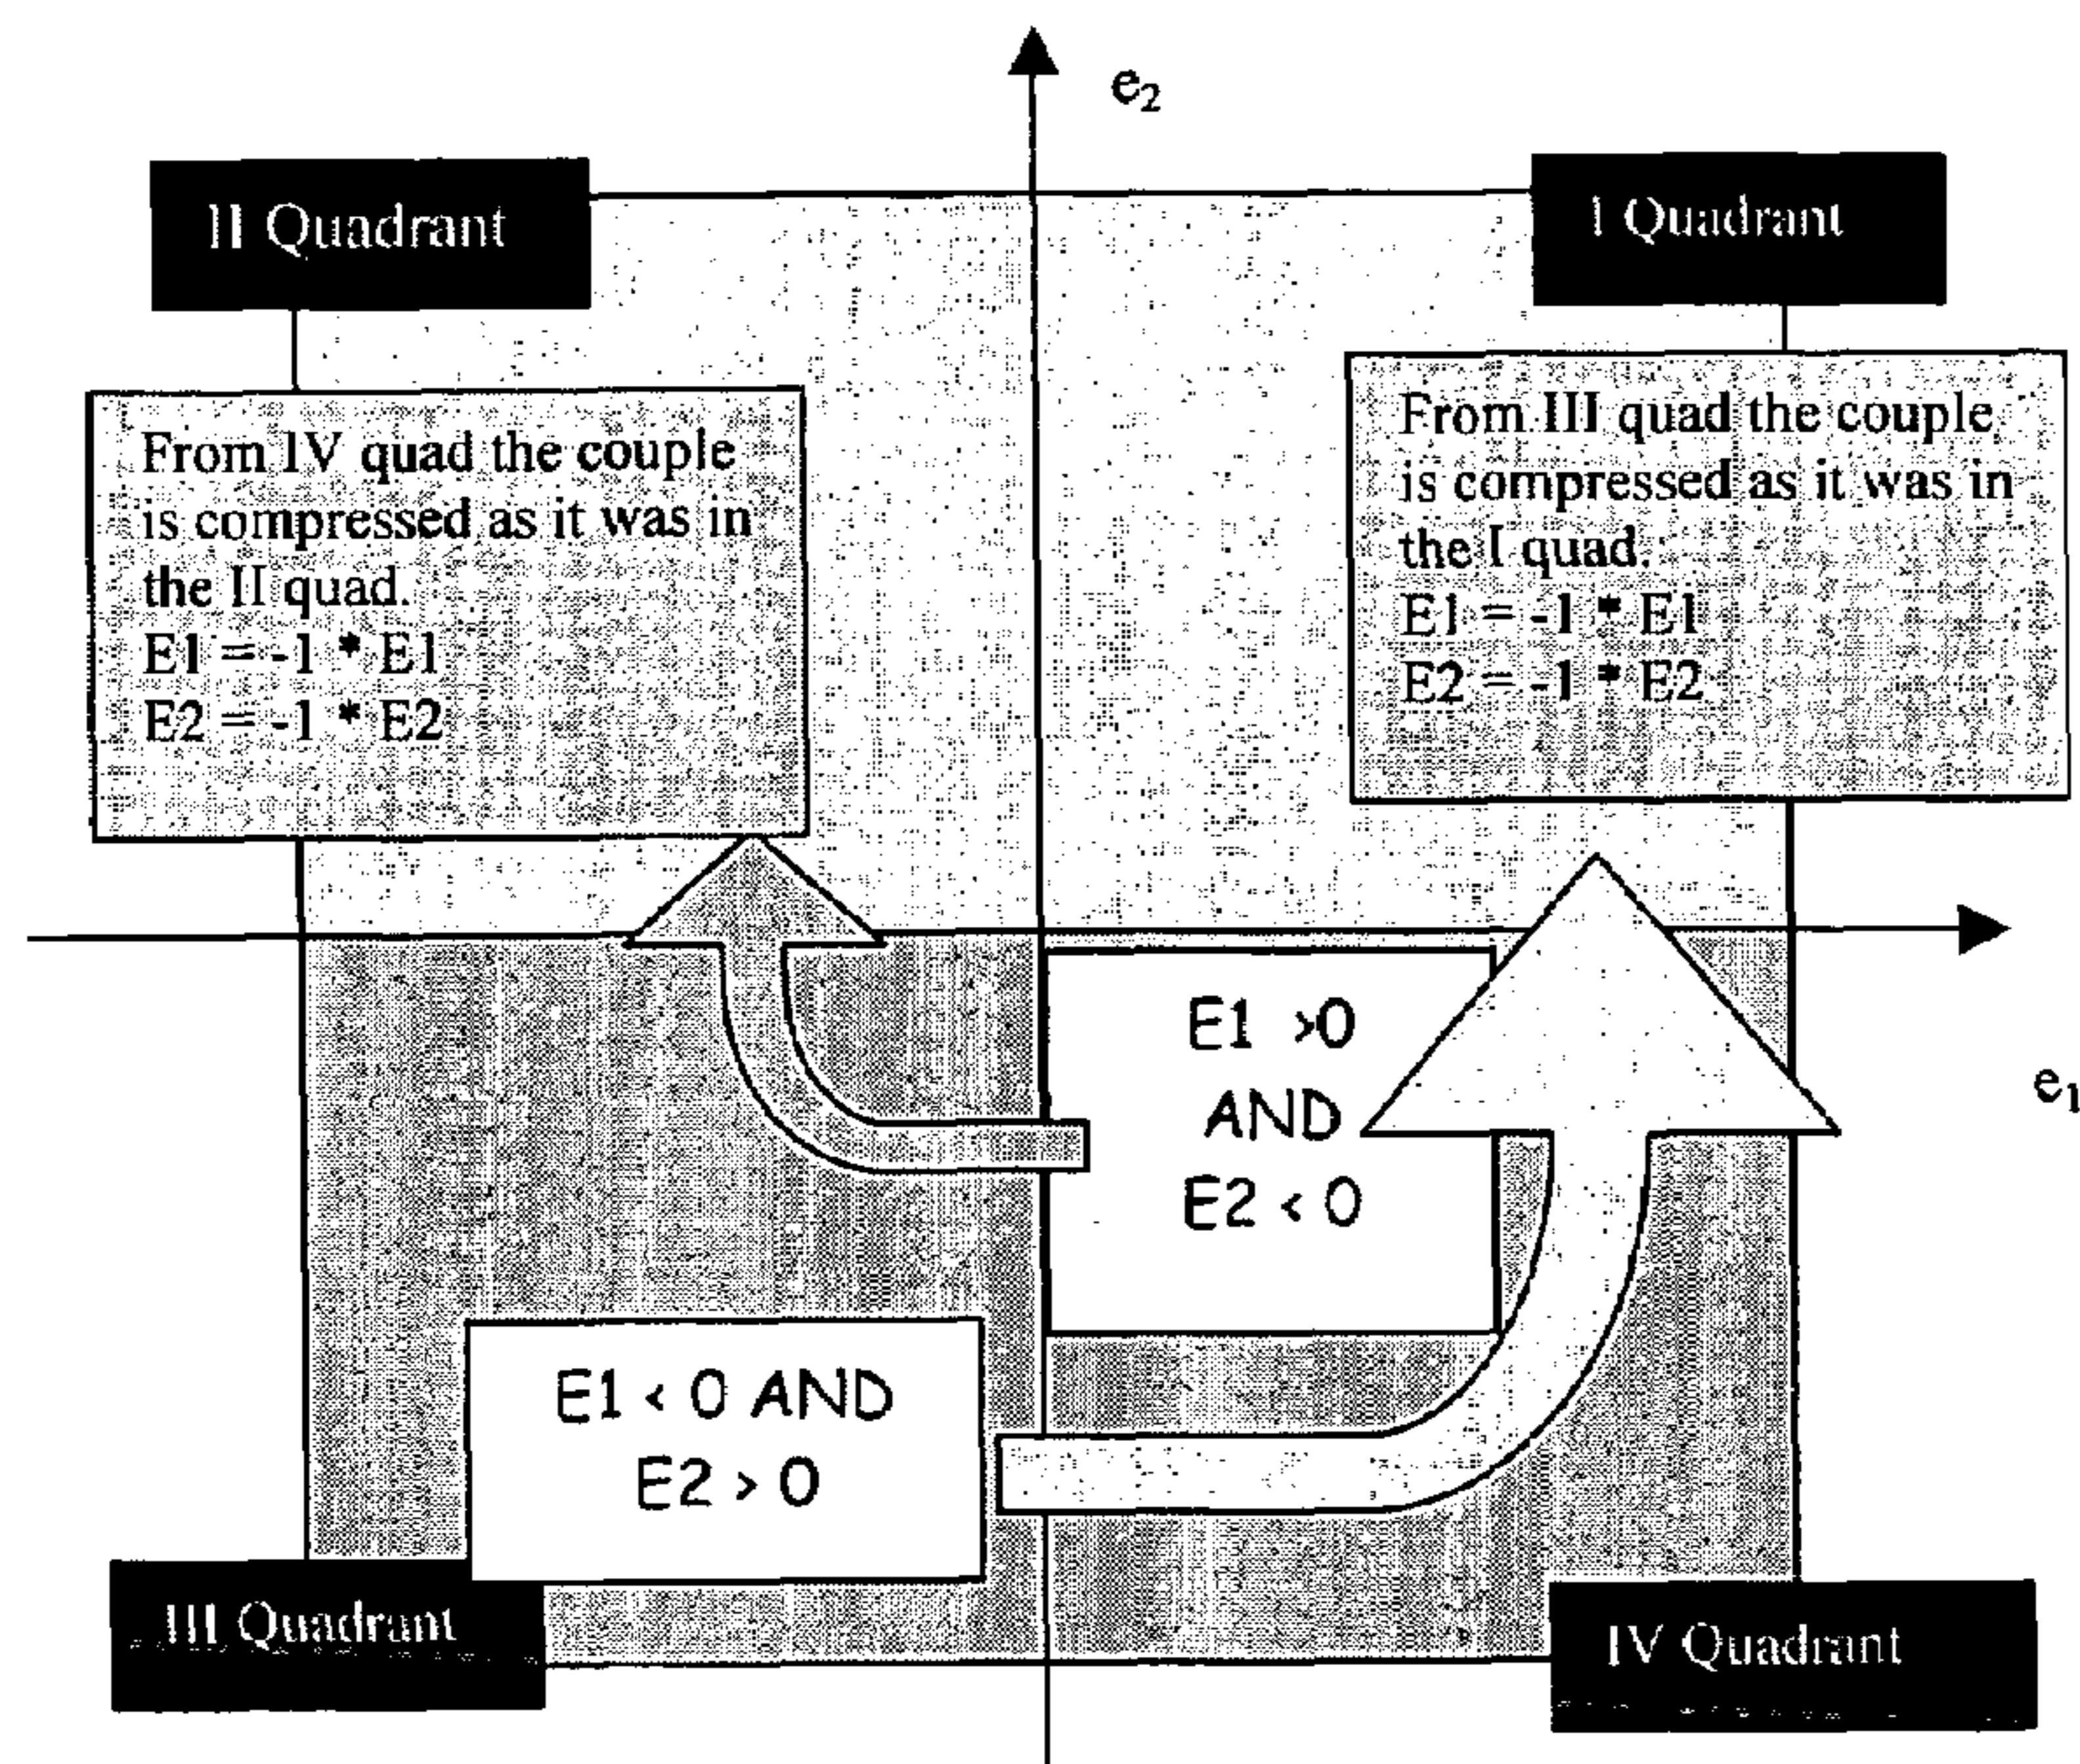 e₂
II Quadrant
I Quadrant
From IV quad the couple
is compressed as it was in
the II quad.
E1 = -1 * E1
E2 = -1 * E2
From III quad the couple
is compressed as it was in
the I quad.
E1 = -1 * E1
E2 = -1 * E2
E1 >0
AND
E2 < 0
e₁
E1 < 0 AND
E2 > 0
III Quadrant
IV Quadrant